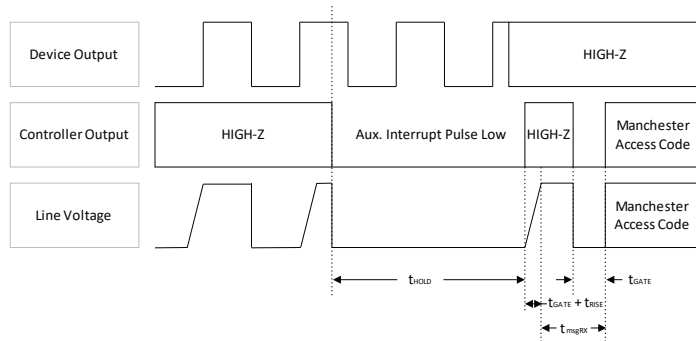 Device Output
HIGH-Z
Controller Output
HIGH-Z
Aux. Interrupt Pulse Low
HIGH-Z
Manchester
Access Code
Line Voltage
Manchester
Access Code
tHOLD
tGATE
tGATE + tRISE
tmsgRX